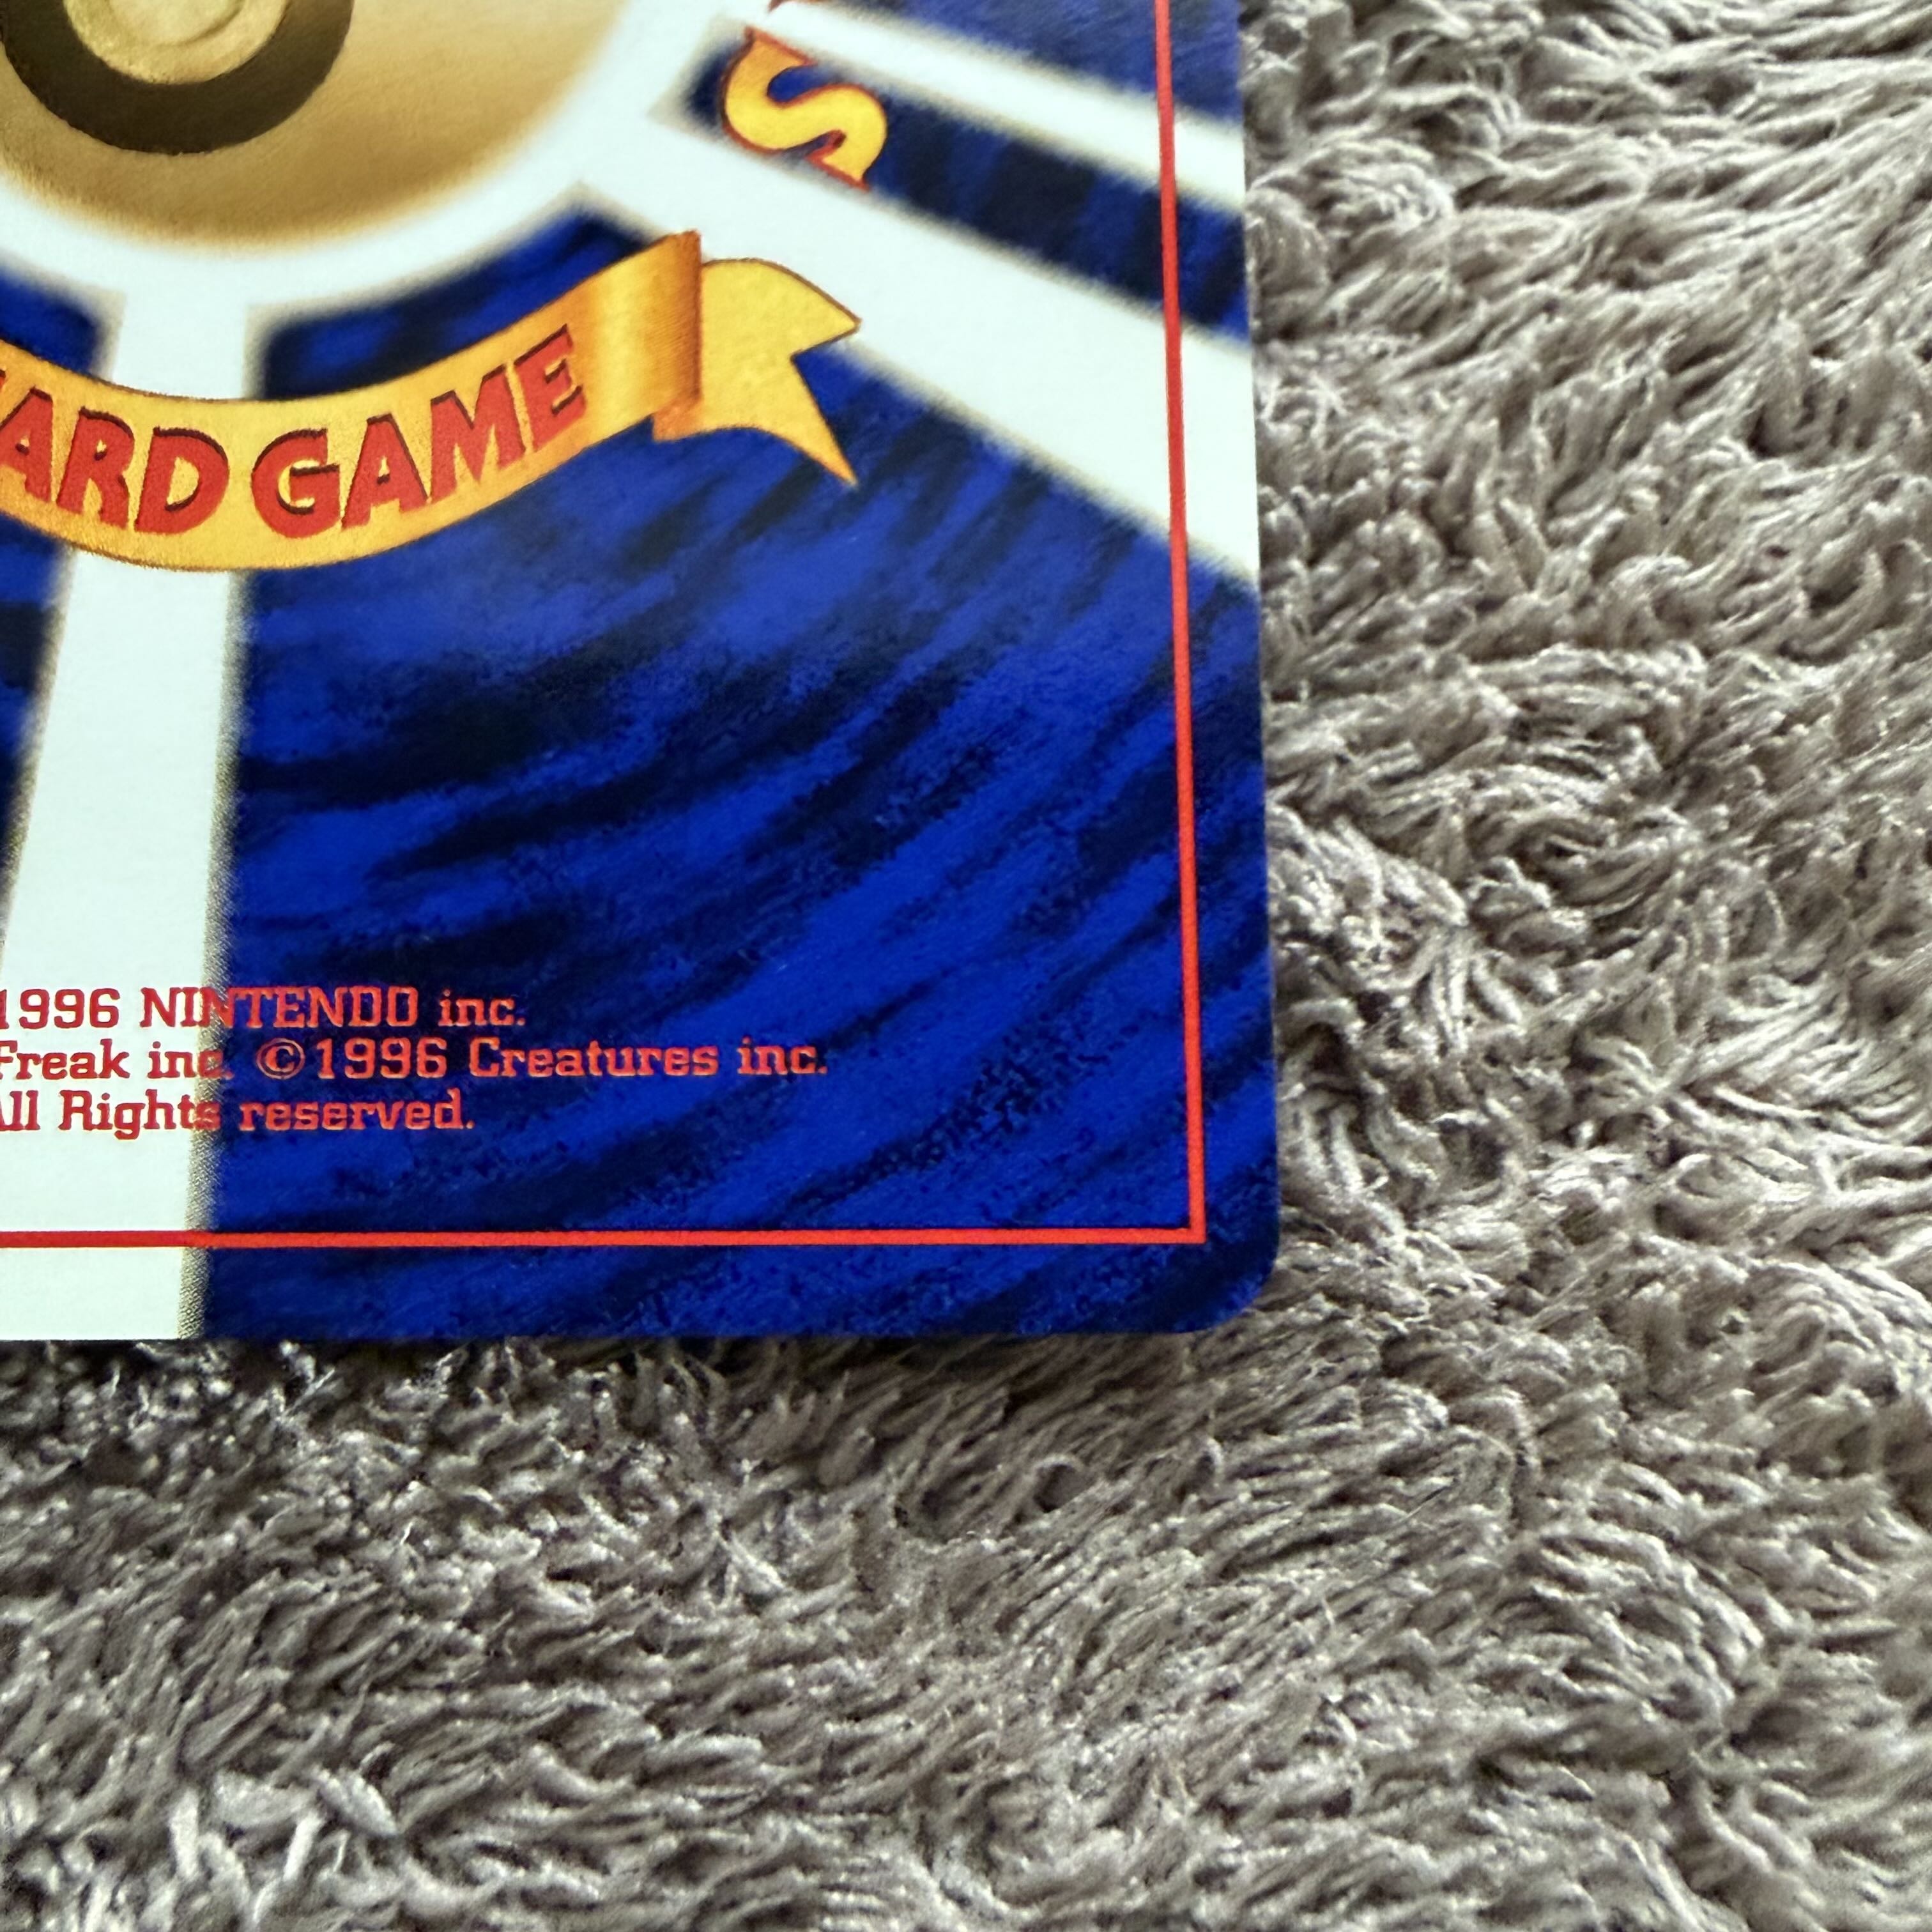 S
ARD GAME
1996 NINTENDO inc.
Freak inc. ©1996 Creatures inc.
All Rights reserved.